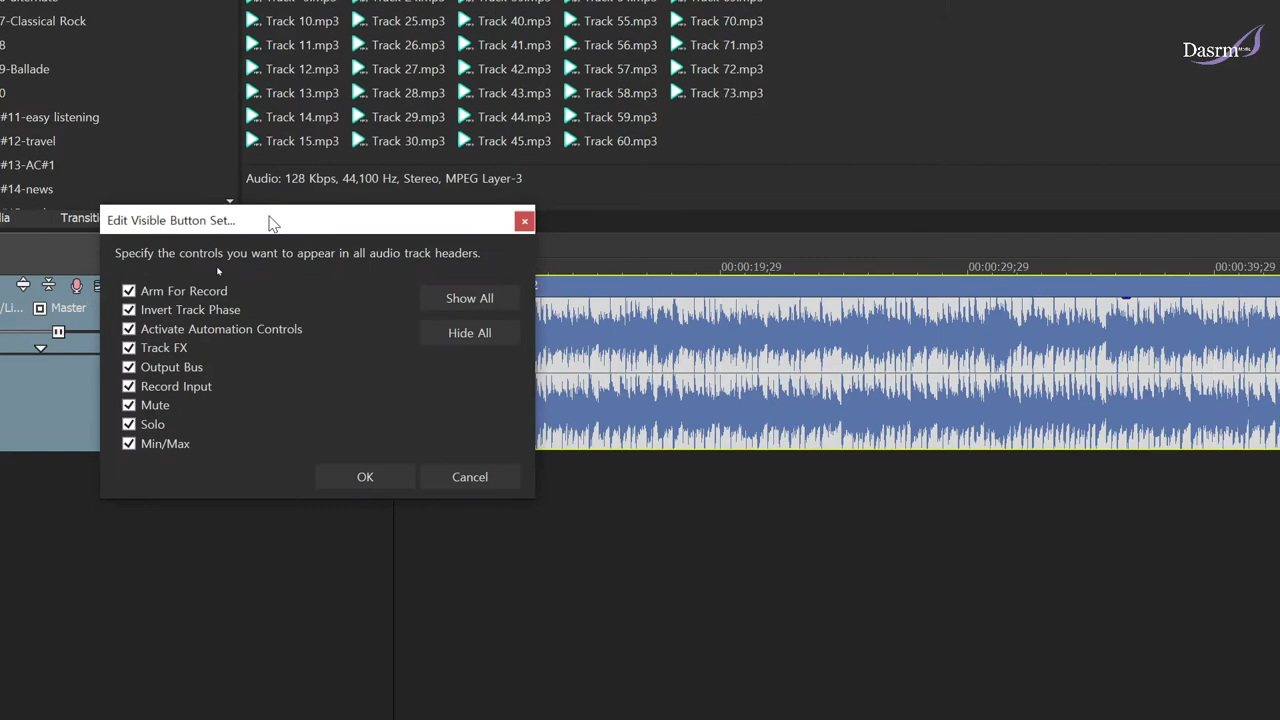 7-Classical Rock
8
9-Ballade
0
#11-easy listening
#12-travel
#13-AC#1
#14-news
Track 10.mp3 Track 25.mp3 Track 40.mp3 Track 55.mp3 Track 70.mp3
Track 11.mp3 Track 26.mp3 Track 41.mp3 Track 56.mp3 Track 71.mp3
Track 12.mp3 Track 27.mp3 Track 42.mp3 Track 57.mp3 Track 72.mp3
Track 13.mp3 Track 28.mp3 Track 43.mp3 Track 58.mp3 Track 73.mp3
Track 14.mp3 Track 29.mp3 Track 44.mp3 Track 59.mp3
Track 15.mp3 Track 30.mp3 Track 45.mp3 Track 60.mp3
Audio: 128 Kbps, 44,100 Hz, Stereo, MPEG Layer-3
Dasrm
dia Transiti
Edit Visible Button Set...
Specify the controls you want to appear in all audio track headers.
Arm For Record
Invert Track Phase
Activate Automation Controls
Track FX
Output Bus
Record Input
Mute
Solo
Min/Max
Show All
Hide All
OK Cancel
00:00:19;29 00:00:29;29 00:00:39;29
/Li... Master